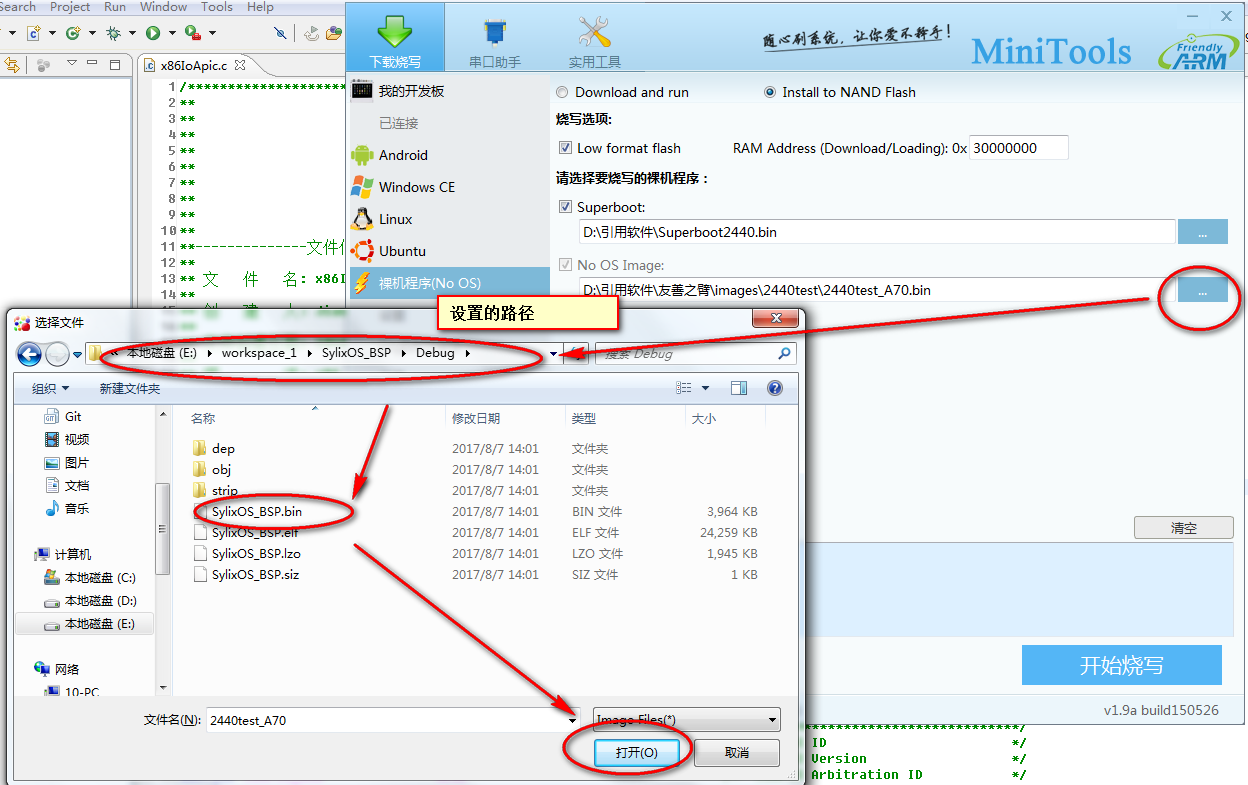 Search Project Run Window Tools Help
x86IoApic.c
1 /**********************
2 **
3 **
4 **
5 **
6 **
7 **
8 **
9 **
10 **
11 **--------------文件
12 **
13 ** 文 件 名: x86I
14 **
下载烧写
串口助手
实用工具
随心刷系统, 让你爱不释手!
MiniTools
Friendly ARM
我的开发板
已连接
Android
Windows CE
Linux
Ubuntu
裸机程序(No OS)
Download and run
Install to NAND Flash
烧写选项:
Low format flash
RAM Address (Download/Loading): 0x 30000000
请选择要烧写的裸机程序：
Superboot:
D:\引用软件\Superboot2440.bin
...
No OS Image:
D:\引用软件\友善之臂\images\2440test\2440test_A70.bin
...
设置的路径
选择文件
« 本地磁盘 (E:) workspace_1 SylixOS_BSP Debug
搜索 Debug
组织
新建文件夹
Git
视频
图片
文档
音乐
计算机
本地磁盘 (C:)
本地磁盘 (D:)
本地磁盘 (E:)
网络
10-PC
名称 修改日期 类型 大小
dep 2017/8/7 14:01 文件夹
obj 2017/8/7 14:01 文件夹
strip 2017/8/7 14:01 文件夹
SylixOS_BSP.bin 2017/8/7 14:01 BIN 文件 3,964 KB
SylixOS_BSP.elf 2017/8/7 14:01 ELF 文件 24,259 KB
SylixOS_BSP.lzo 2017/8/7 14:01 LZO 文件 1,945 KB
SylixOS_BSP.siz 2017/8/7 14:01 SIZ 文件 1 KB
文件名(N): 2440test_A70
Image Files(*)
打开(O)
取消
清空
开始烧写
v1.9a build150526
***************************/
ID */
Version */
Arbitration ID */